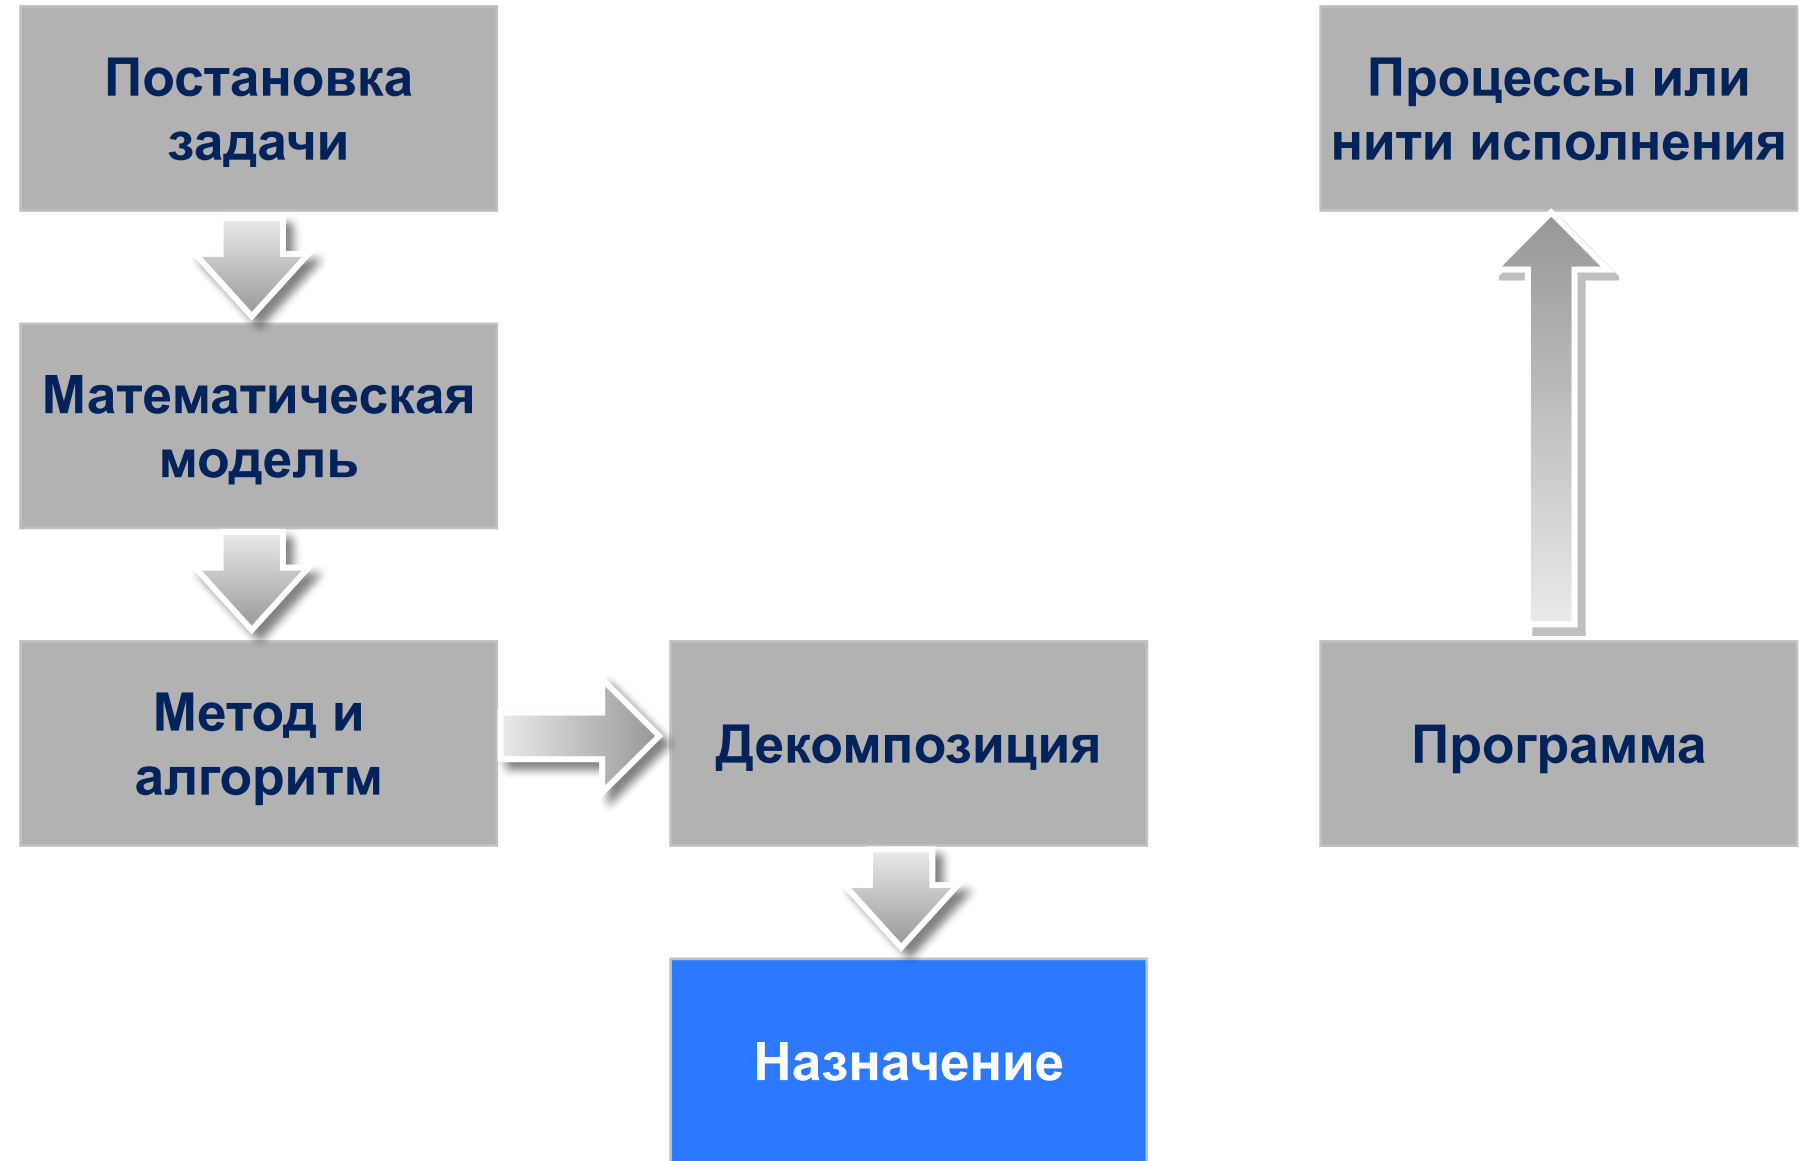 Постановка
задачи
Процессы или
нити исполнения
Математическая
модель
Метод и
алгоритм
Декомпозиция
Программа
Назначение